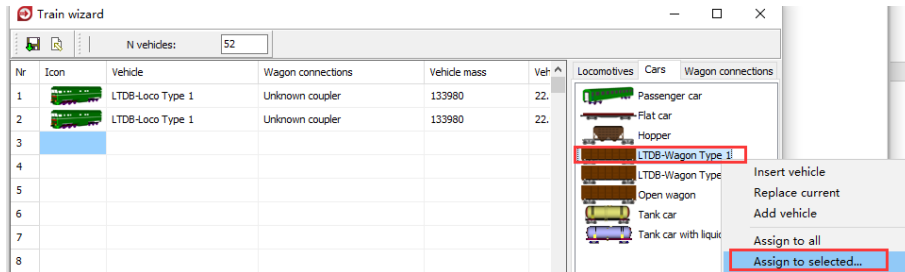 Train wizard
N vehicles: 52
Nr Icon Vehicle Wagon connections Vehicle mass Veh
1 LTDB-Loco Type 1 Unknown coupler 133980 22.
2 LTDB-Loco Type 1 Unknown coupler 133980 22.
3
4
5
6
7
8
Locomotives Cars Wagon connections
Passenger car
Flat car
Hopper
LTDB-Wagon Type 1
LTDB-Wagon Type
Open wagon
Tank car
Tank car with liquid
Insert vehicle
Replace current
Add vehicle
Assign to all
Assign to selected...